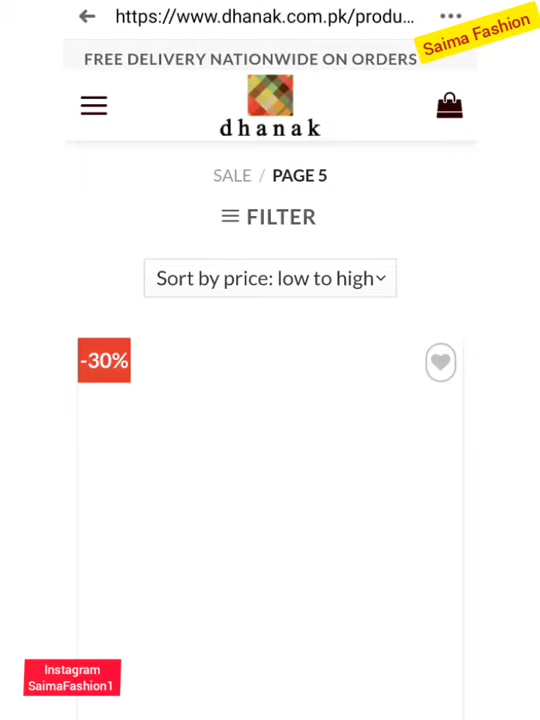 https://www.dhanak.com.pk/produ...
Saima Fashion
FREE DELIVERY NATIONWIDE ON ORDERS
dhanak
SALE / PAGE 5
FILTER
Sort by price: low to high
-30%
Instagram
SaimaFashion1